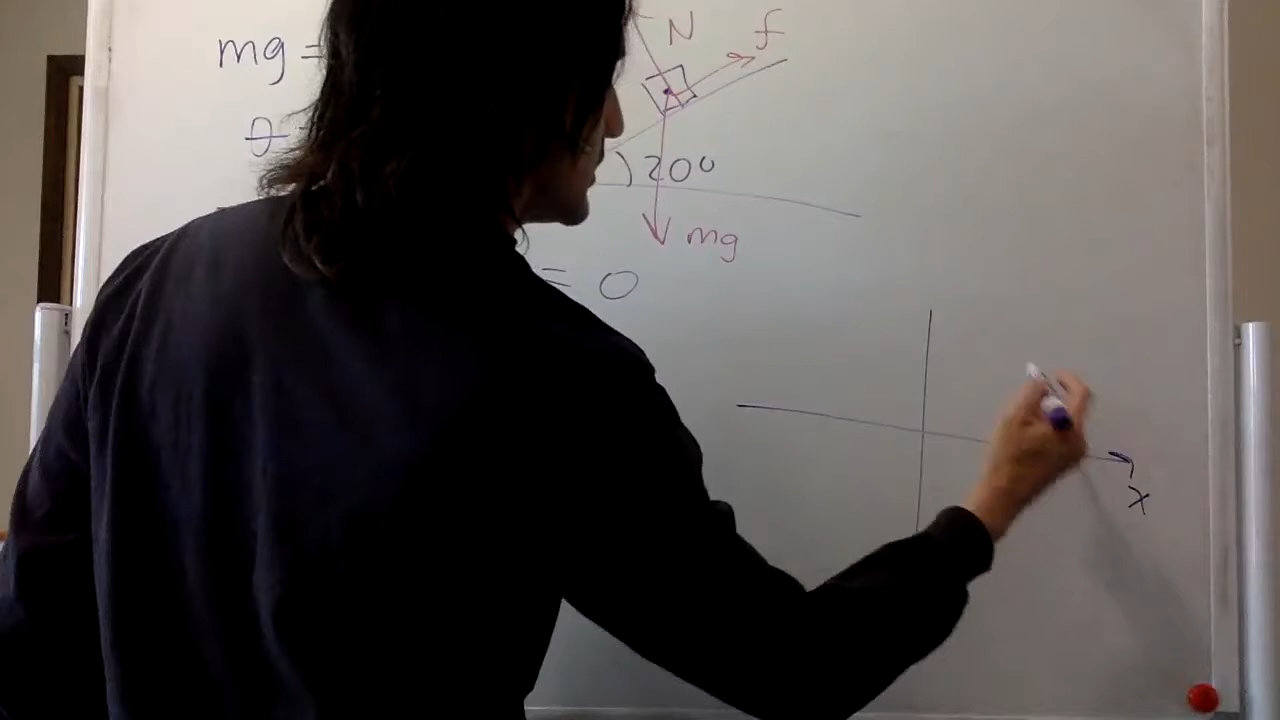 mg =
N
f
θ
20°
mg
= 0
x